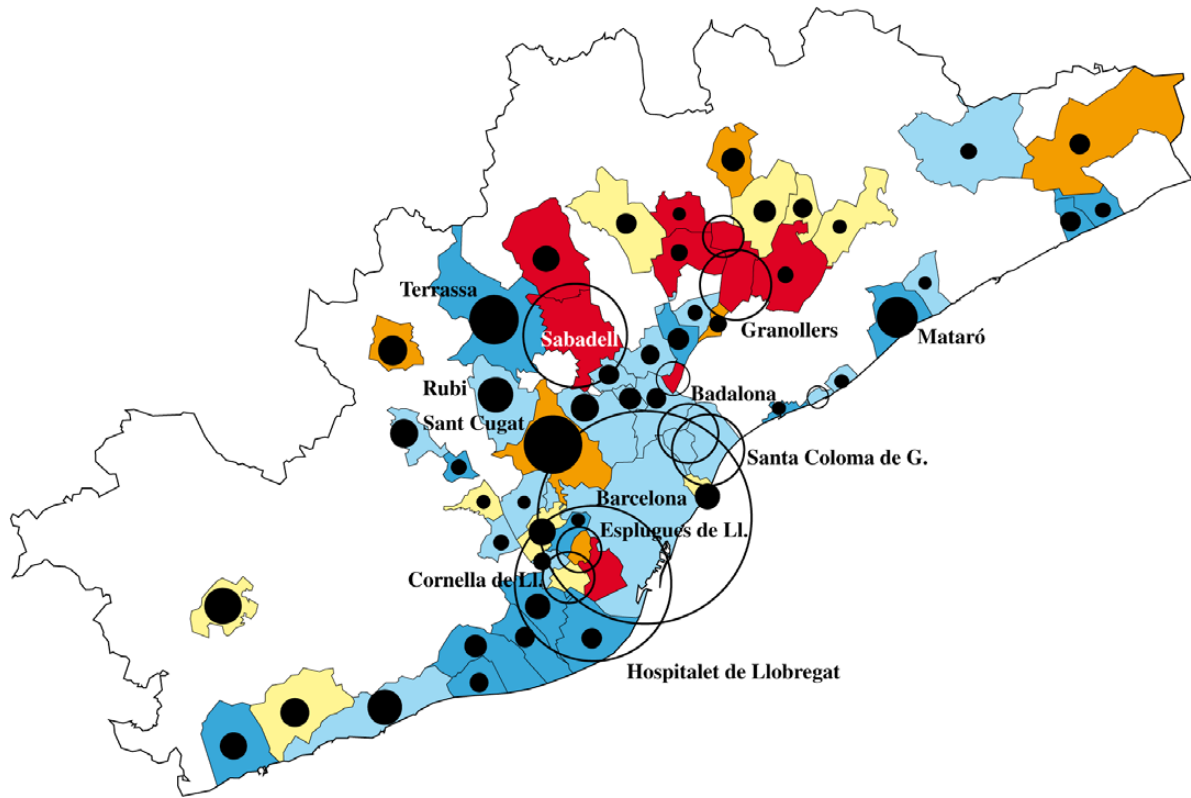 Terrassa
Sabadell
Granollers
Mataró
Rubi
Badalona
Sant Cugat
Santa Coloma de G.
Barcelona
Esplugues de Ll.
Cornella de Ll.
Hospitalet de Llobregat